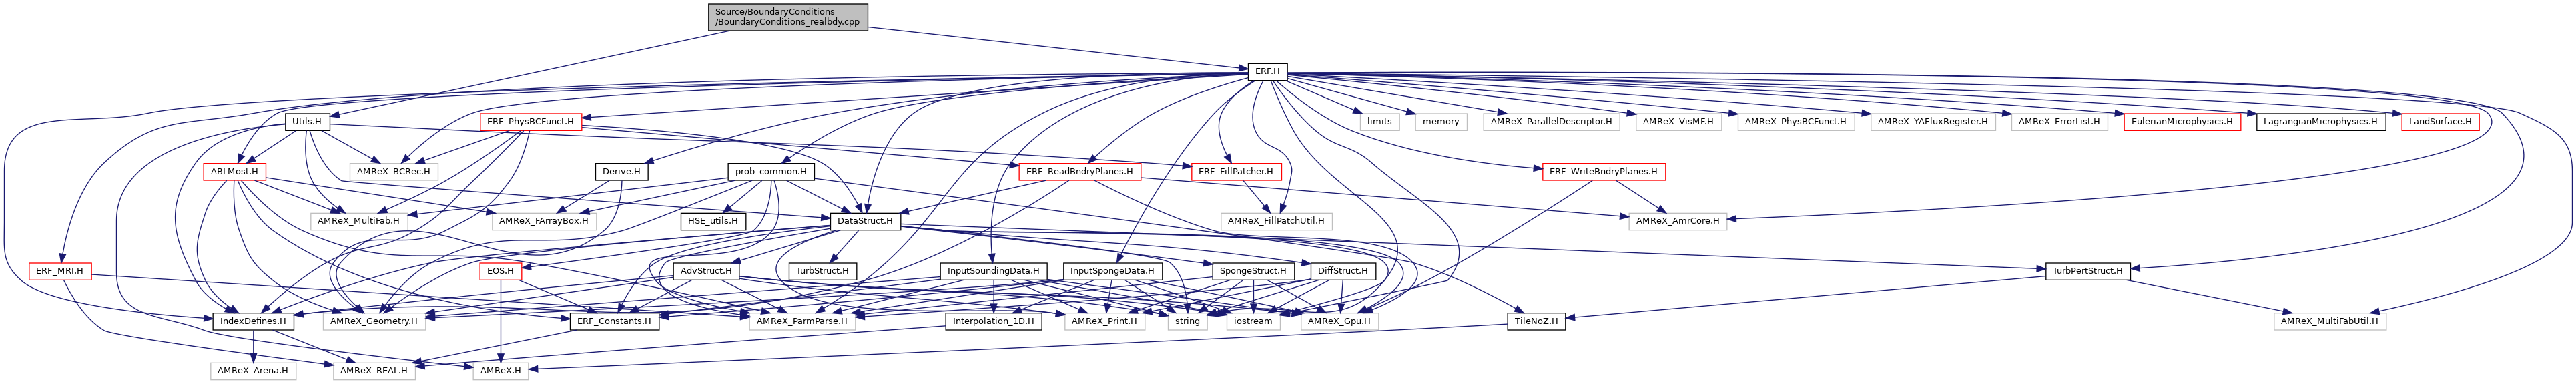 Source/BoundaryConditions
/BoundaryConditions_realbdy.cpp
ERF.H
Utils.H
ERF_PhysBCFunct.H
limits
memory
AMReX_ParallelDescriptor.H
AMReX_VisMF.H
AMReX_PhysBCFunct.H
AMReX_YAFluxRegister.H
AMReX_ErrorList.H
EulerianMicrophysics.H
LagrangianMicrophysics.H
LandSurface.H
ABLMost.H
AMReX_BCRec.H
Derive.H
prob_common.H
ERF_ReadBndryPlanes.H
ERF_FillPatcher.H
ERF_WriteBndryPlanes.H
AMReX_MultiFab.H
AMReX_FArrayBox.H
HSE_utils.H
DataStruct.H
AMReX_FillPatchUtil.H
AMReX_AmrCore.H
ERF_MRI.H
EOS.H
AdvStruct.H
TurbStruct.H
InputSoundingData.H
InputSpongeData.H
SpongeStruct.H
DiffStruct.H
TurbPertStruct.H
IndexDefines.H
AMReX_Geometry.H
ERF_Constants.H
AMReX_ParmParse.H
Interpolation_1D.H
AMReX_Print.H
string
iostream
AMReX_Gpu.H
TileNoZ.H
AMReX_MultiFabUtil.H
AMReX_Arena.H
AMReX_REAL.H
AMReX.H